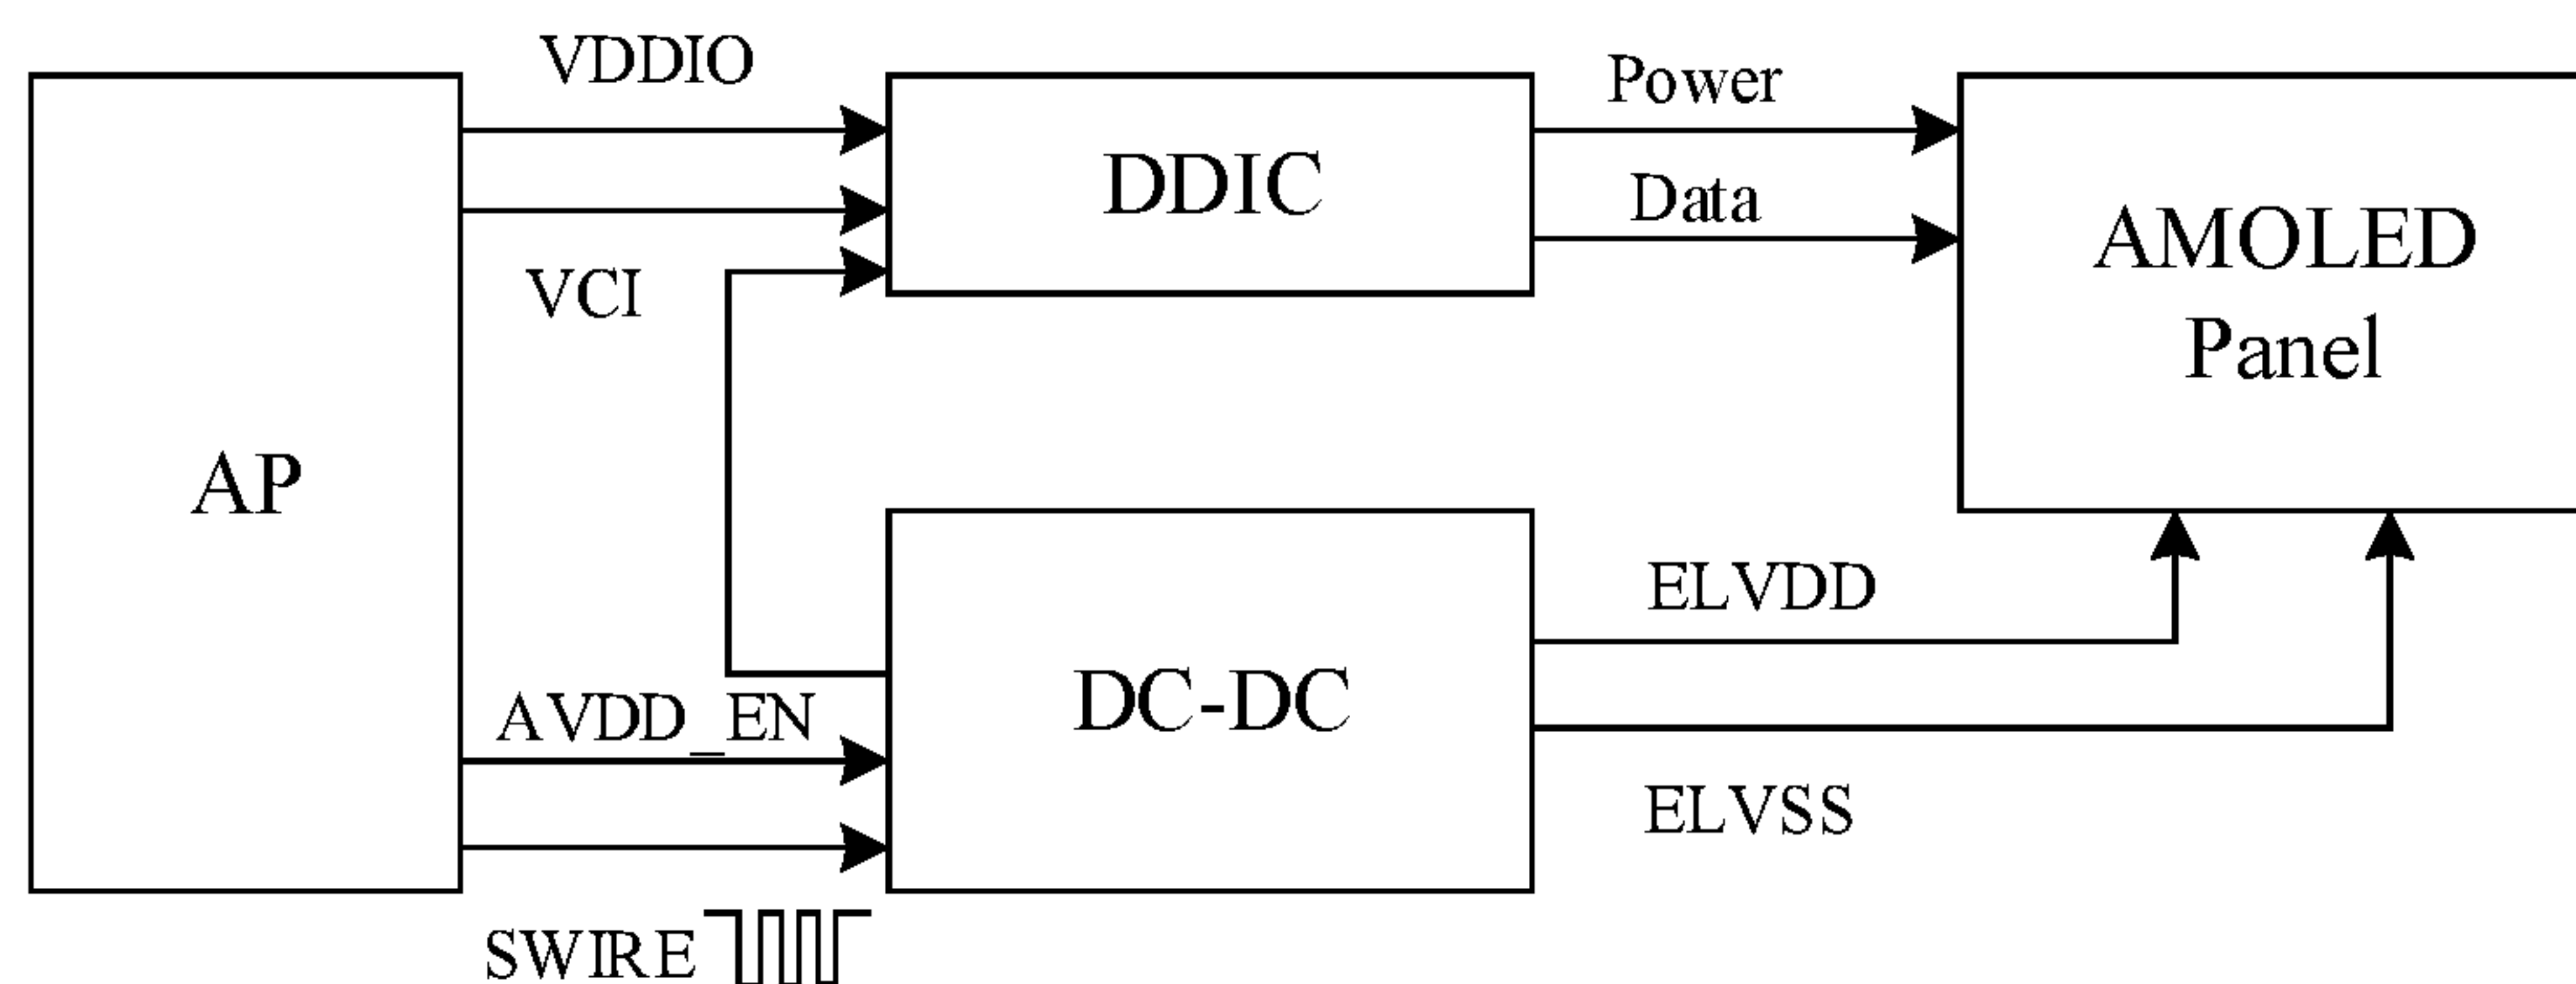 VDDIO
Power
DDIC
Data
AMOLED
Panel
VCI
AP
ELVDD
AVDD_EN
DC-DC
ELVSS
SWIRE